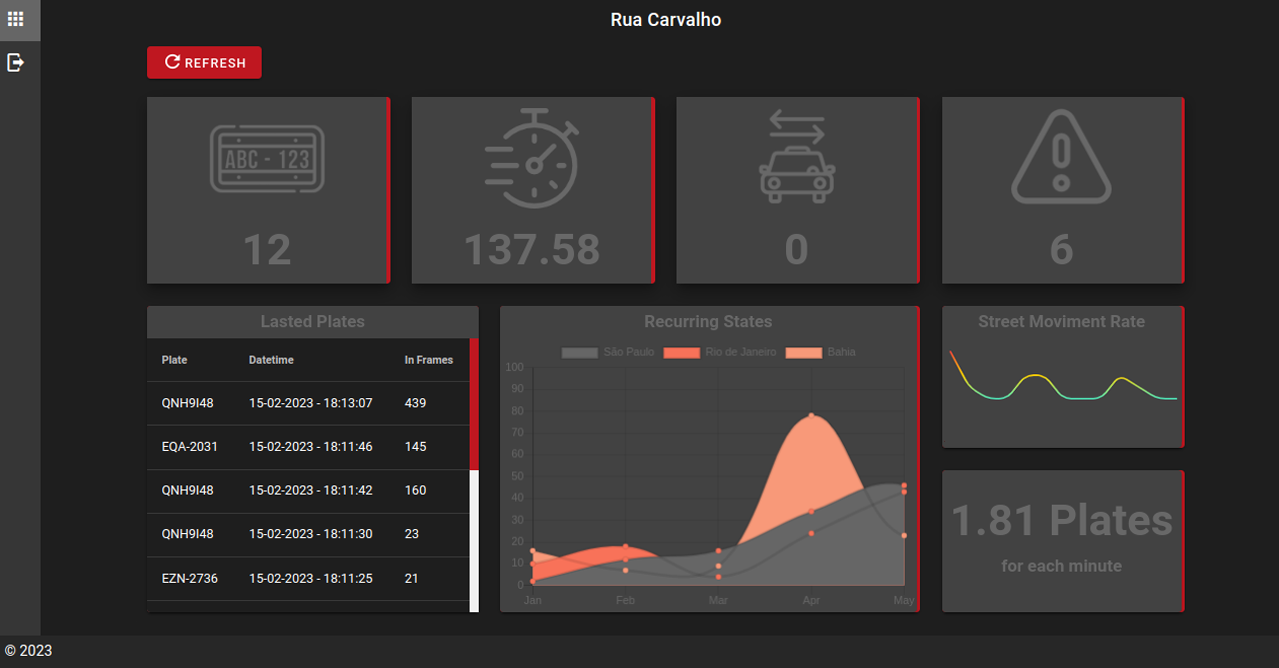 Rua Carvalho
REFRESH
ABC - 123
12
137.58
0
6
Lasted Plates
Plate Datetime In Frames
QNH9I48 15-02-2023 - 18:13:07 439
EQA-2031 15-02-2023 - 18:11:46 145
QNH9I48 15-02-2023 - 18:11:42 160
QNH9I48 15-02-2023 - 18:11:30 23
EZN-2736 15-02-2023 - 18:11:25 21
Recurring States
São Paulo Rio de Janeiro Bahia
100
90
80
70
60
50
40
30
20
10
0
Jan Feb Mar Apr May
Street Moviment Rate
1.81 Plates
for each minute
© 2023